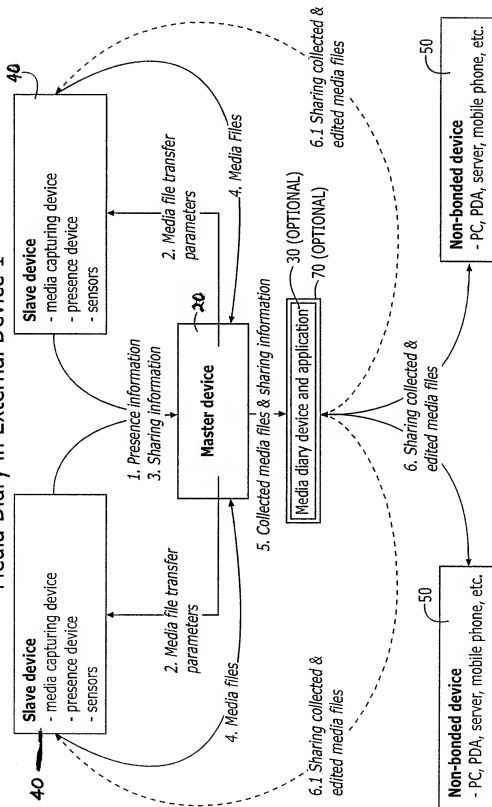 Media Diary in External Device 1
40
Slave device
- media capturing device
- presence device
- sensors
40
Slave device
- media capturing device
- presence device
- sensors
1. Presence information
3. Sharing information
2. Media file transfer
parameters
2. Media file transfer
parameters
4. Media files
4. Media Files
20
Master device
5. Collected media files & sharing information
30 (OPTIONAL)
70 (OPTIONAL)
Media diary device and application
6.1 Sharing collected &
edited media files
6.1 Sharing collected &
edited media files
6. Sharing collected &
edited media files
50
Non-bonded device
- PC, PDA, server, mobile phone, etc.
50
Non-bonded device
- PC, PDA, server, mobile phone, etc.